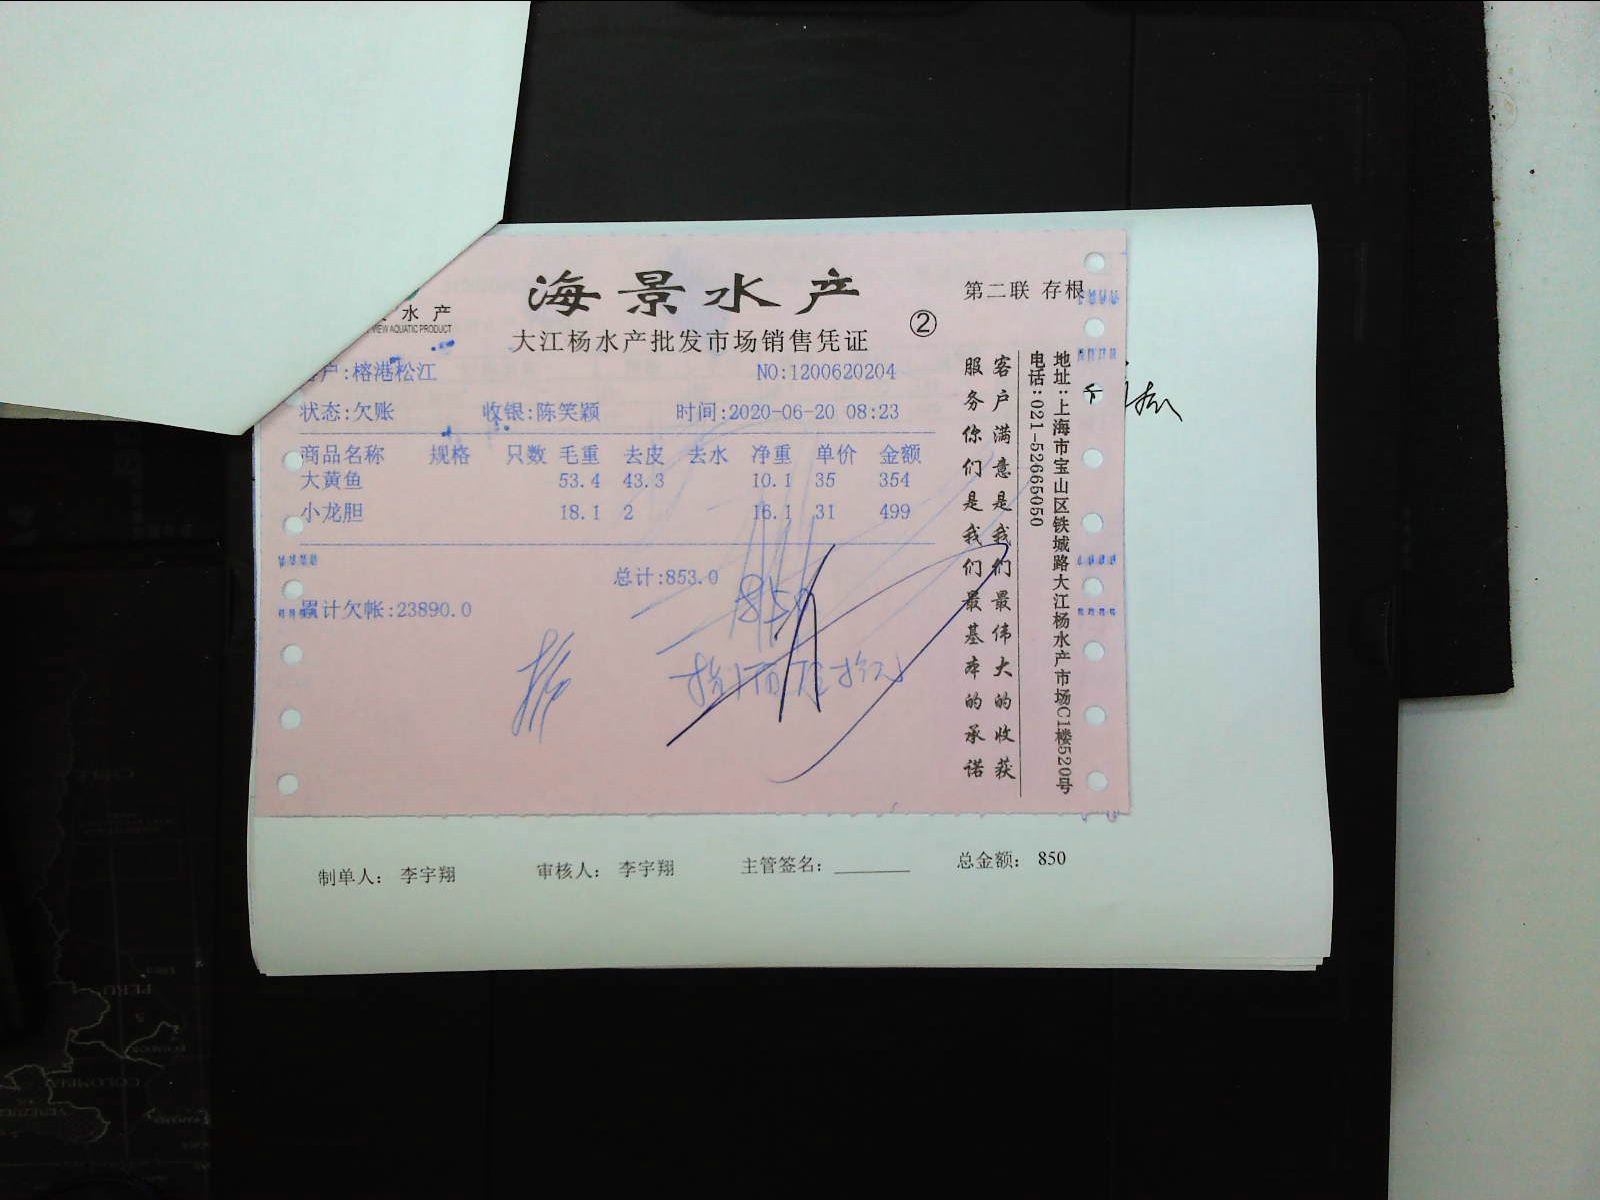 海景水产
第二联 存根
水产
VIEW AQUATIC PRODUCT
大江杨水产批发市场销售凭证
②
户:榕港松江
NO:1200620204
状态:欠账 收银:陈笑颖 时间:2020-06-20 08:23
商品名称 规格 只数 毛重 去皮 去水 净重 单价 金额
大黄鱼 53.4 43.3 10.1 35 354
小龙胆 18.1 2 16.1 31 499
总计:853.0
累计欠帐:23890.0
850
客户满意是我们最伟大的收获
服务你们是我们最基本的承诺
地址:上海市宝山区铁城路大江杨水产市场C1楼520号
电话:021-52665050
制单人: 李宇翔 审核人: 李宇翔 主管签名: ________ 总金额: 850